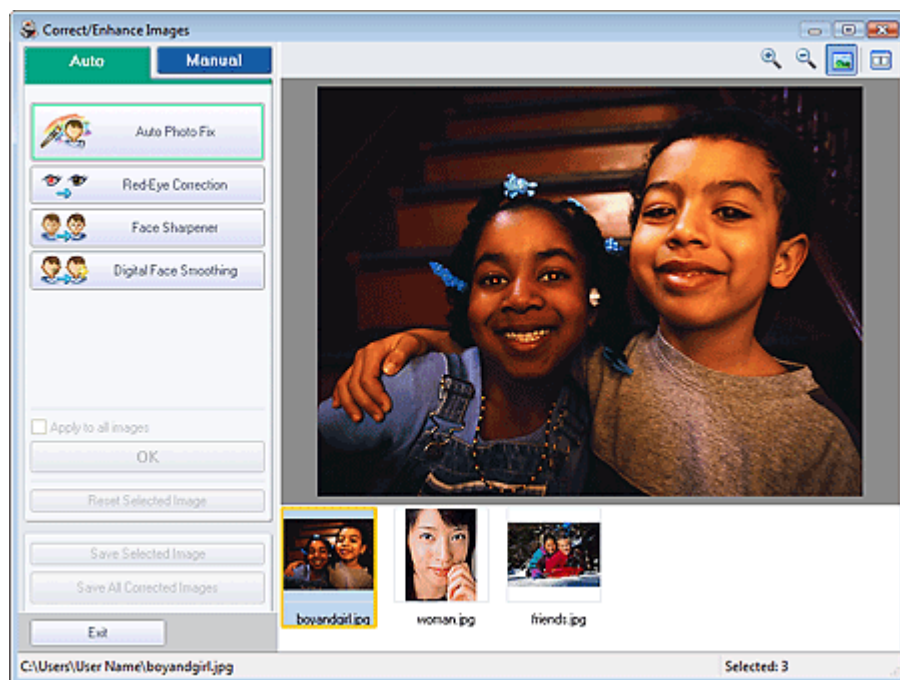 Correct/Enhance Images
Auto
Manual
Auto Photo Fix
Red-Eye Correction
Face Sharpener
Digital Face Smoothing
Apply to all images
OK
Reset Selected Image
Save Selected Image
Save All Corrected Images
Exit
boyandgirl.jpg
woman.jpg
friends.jpg
C:\Users\User Name\boyandgirl.jpg
Selected: 3